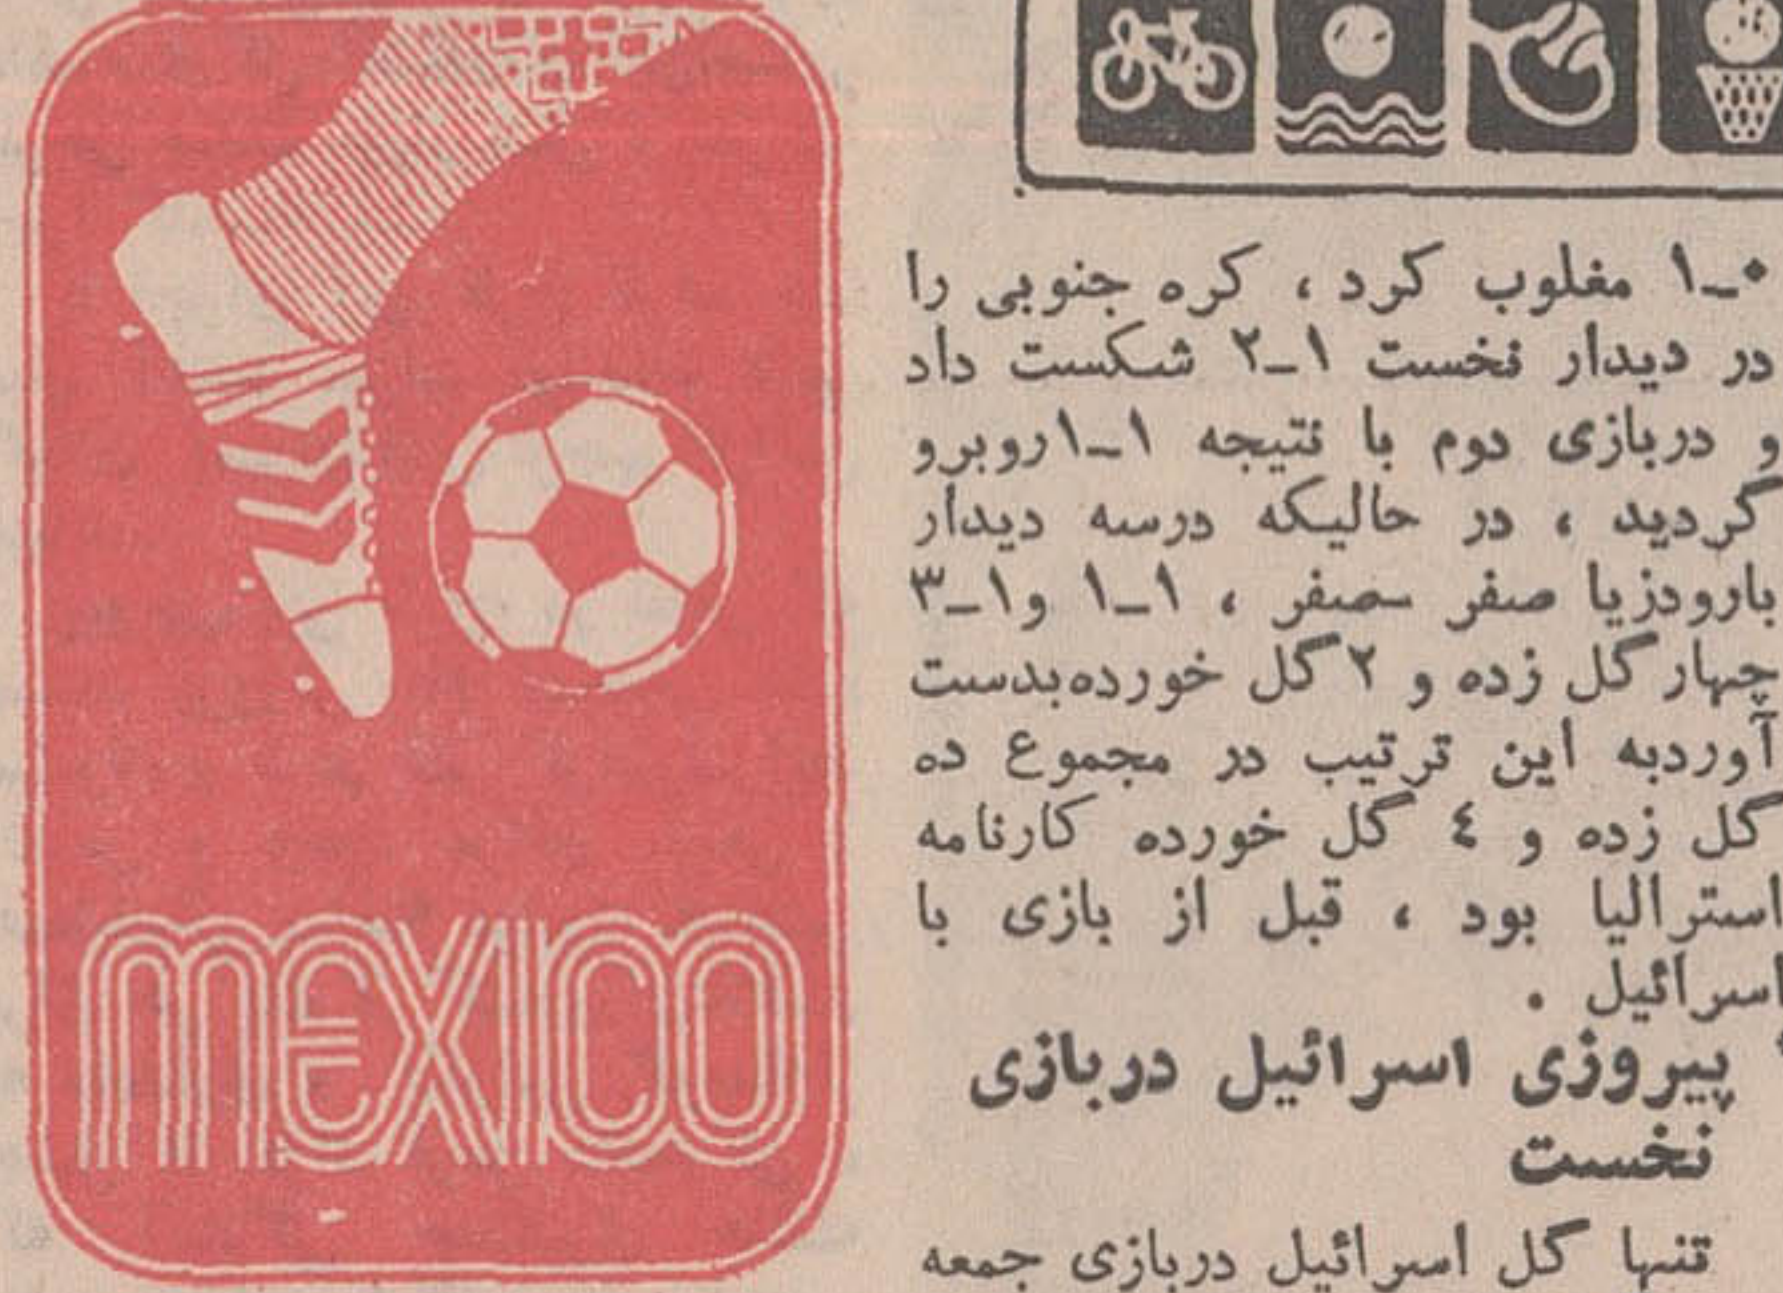 MEXICO
۰ـ۱ مغلوب کرد ، کره جنوبی را
در دیدار نخست ۱ـ۲ شکست داد
و دربازی دوم با نتیجه ۱ـ۱روبرو
گردید ، در حالیکه درسه دیدار
بارودزیا صفر ـصفر ، ۱ـ۱ و۱ـ۳
چهار گل زده و ۲ گل خورده‌بدست
آوردبه این ترتیب در مجموع ده
گل زده و ٤ گل خورده کارنامه
استرالیا بود ، قبل از بازی با
اسرائیل .
پیروزی اسرائیل دربازی
نخست
تنها گل اسرائیل دربازی جمعه